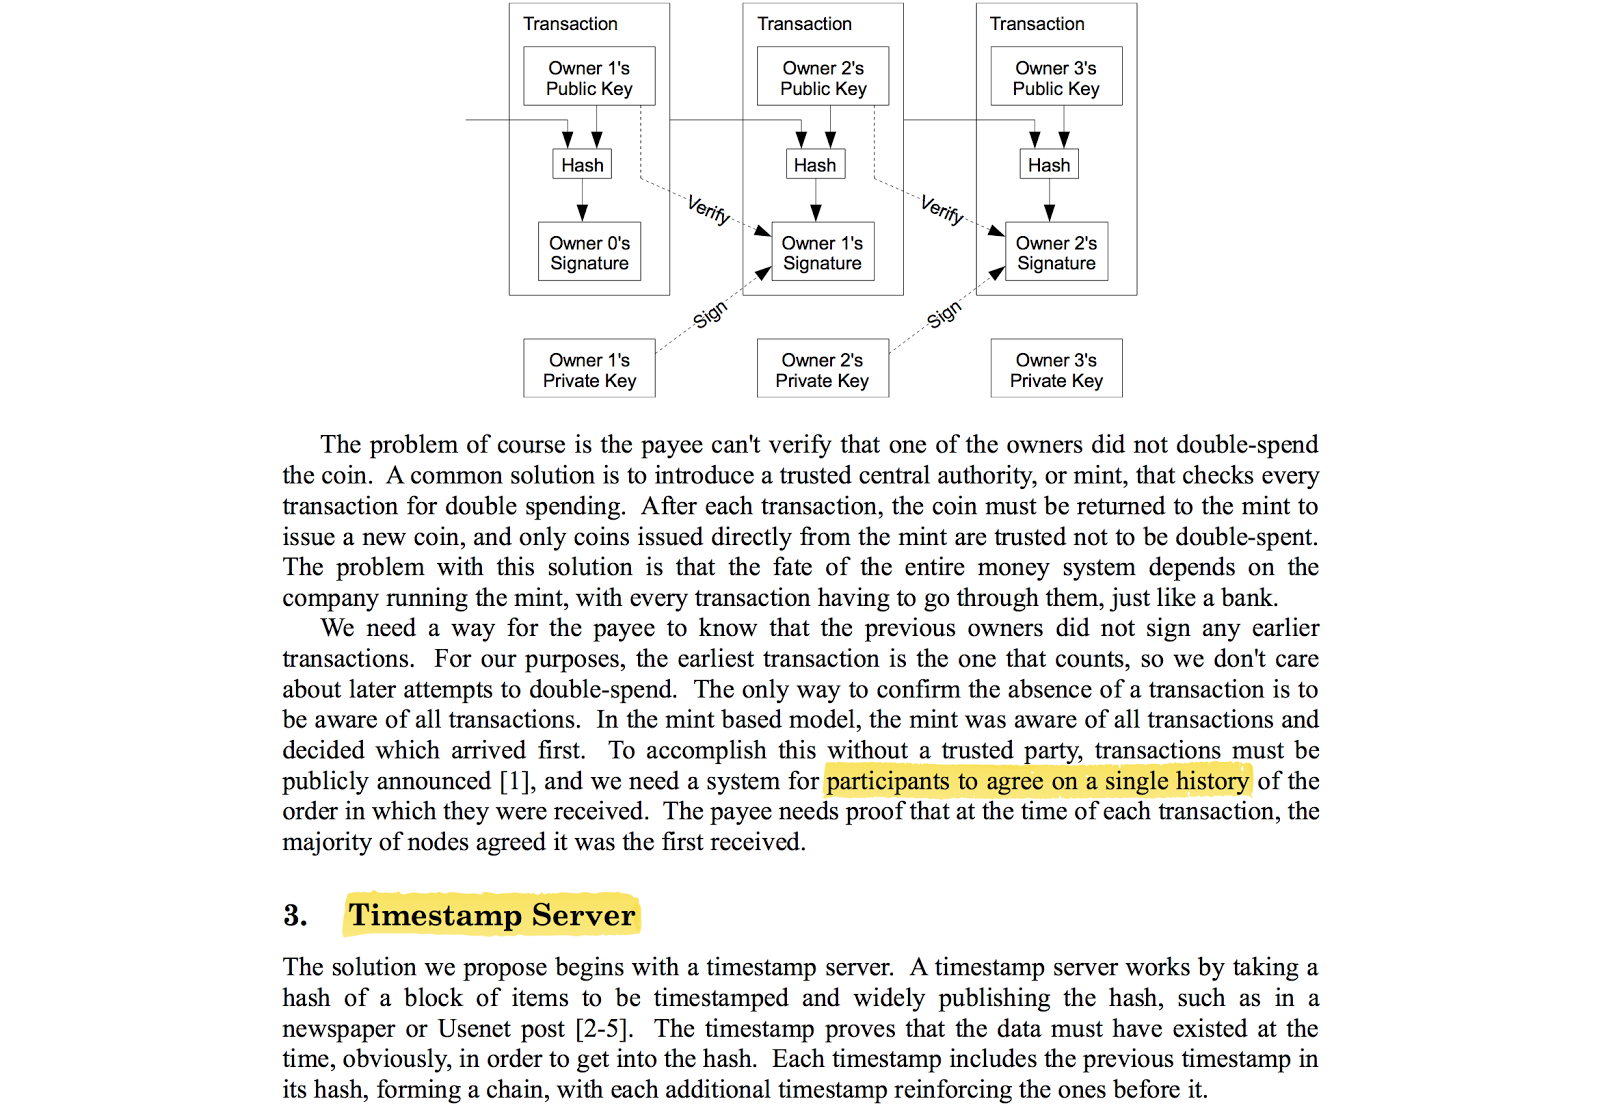 Transaction
Transaction
Transaction
Owner 1's
Public Key
Owner 2's
Public Key
Owner 3's
Public Key
Hash
Hash
Hash
Verify
Verify
Owner 0's
Signature
Owner 1's
Signature
Owner 2's
Signature
Sign
Sign
Owner 1's
Private Key
Owner 2's
Private Key
Owner 3's
Private Key
The problem of course is the payee can't verify that one of the owners did not double-spend
the coin. A common solution is to introduce a trusted central authority, or mint, that checks every
transaction for double spending. After each transaction, the coin must be returned to the mint to
issue a new coin, and only coins issued directly from the mint are trusted not to be double-spent.
The problem with this solution is that the fate of the entire money system depends on the
company running the mint, with every transaction having to go through them, just like a bank.
We need a way for the payee to know that the previous owners did not sign any earlier
transactions. For our purposes, the earliest transaction is the one that counts, so we don't care
about later attempts to double-spend. The only way to confirm the absence of a transaction is to
be aware of all transactions. In the mint based model, the mint was aware of all transactions and
decided which arrived first. To accomplish this without a trusted party, transactions must be
publicly announced [1], and we need a system for participants to agree on a single history of the
order in which they were received. The payee needs proof that at the time of each transaction, the
majority of nodes agreed it was the first received.
3. Timestamp Server
The solution we propose begins with a timestamp server. A timestamp server works by taking a
hash of a block of items to be timestamped and widely publishing the hash, such as in a
newspaper or Usenet post [2-5]. The timestamp proves that the data must have existed at the
time, obviously, in order to get into the hash. Each timestamp includes the previous timestamp in
its hash, forming a chain, with each additional timestamp reinforcing the ones before it.